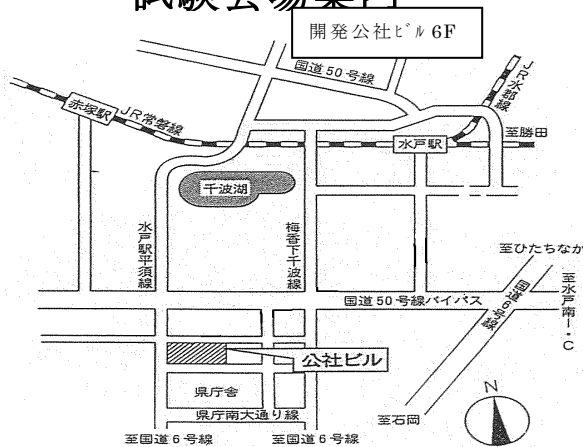 試験会場案内
開発公社ビル6F
国道50号線
JR水郡線
赤塚駅
JR常磐線
水戸駅
至勝田
千波湖
水戸駅平須線
梅香下千波線
至ひたちなか
国道6号線
至水戸南I・C
国道50号線バイパス
公社ビル
県庁舎
県庁南大通り線
至石岡
N
至国道6号線
至国道6号線